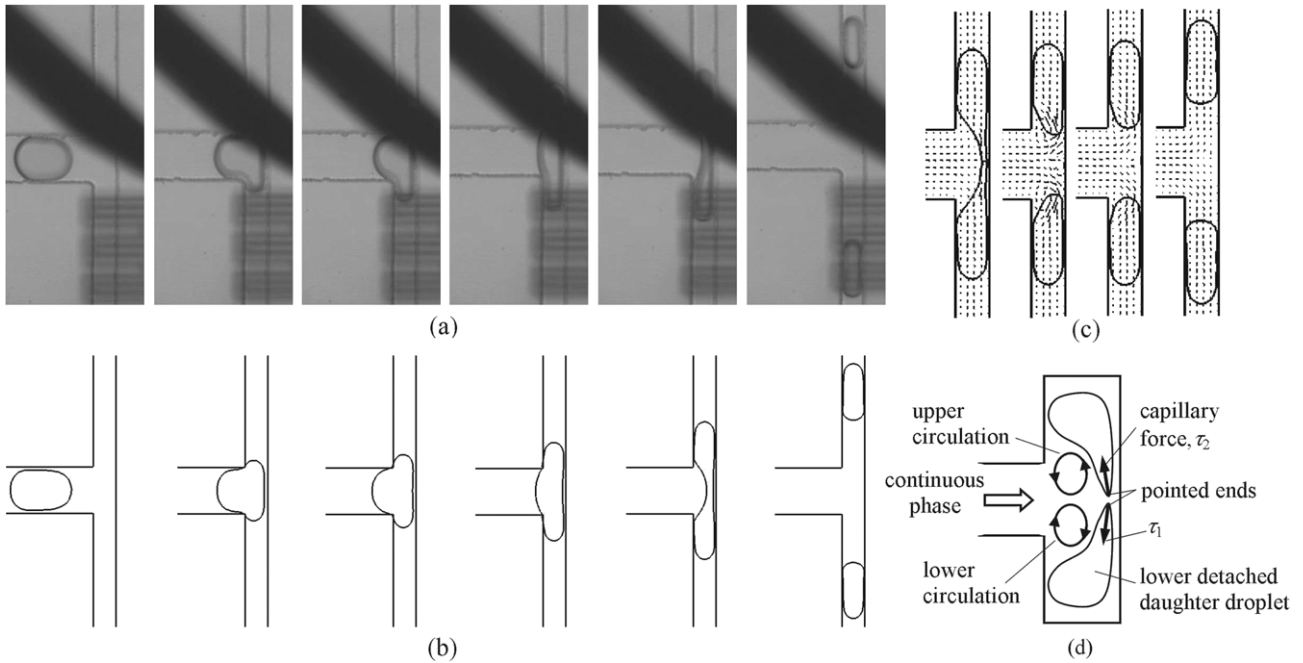 (a)
(b)
(c)
upper
circulation
capillary
force, τ₂
continuous
phase
pointed ends
τ₁
lower
circulation
lower detached
daughter droplet
(d)